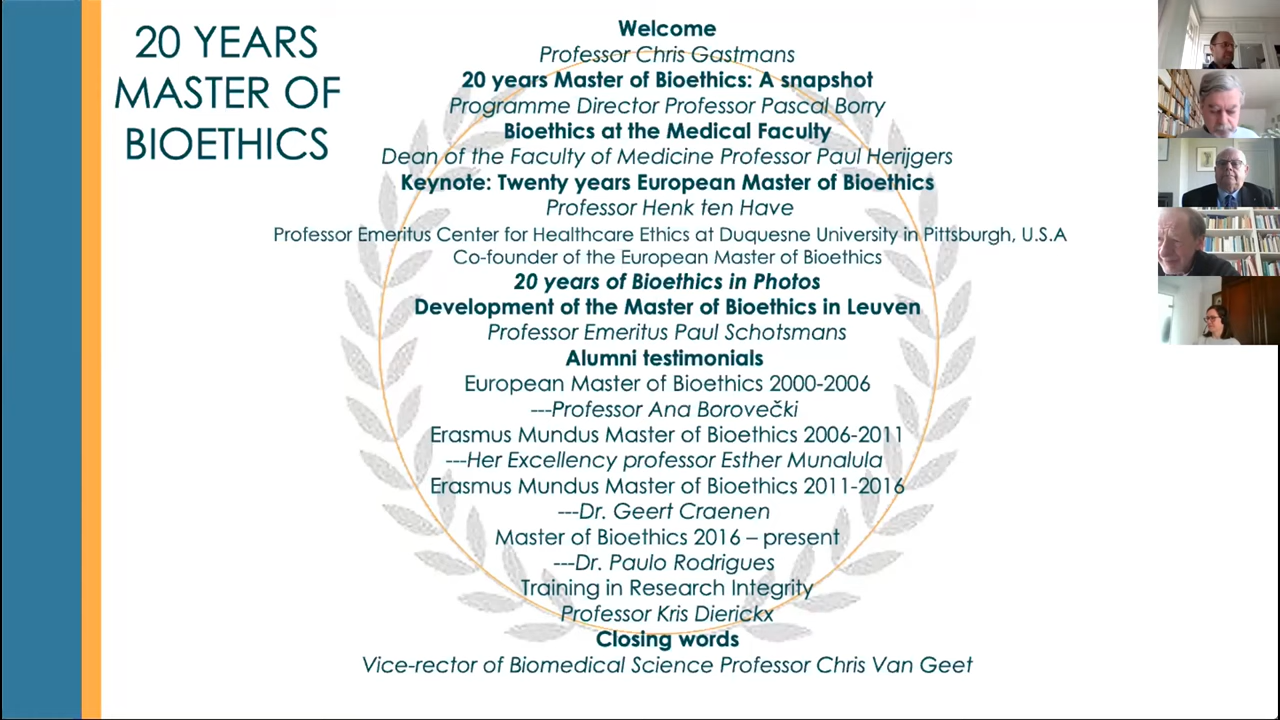 20 YEARS
MASTER OF
BIOETHICS
Welcome
Professor Chris Gastmans
20 years Master of Bioethics: A snapshot
Programme Director Professor Pascal Borry
Bioethics at the Medical Faculty
Dean of the Faculty of Medicine Professor Paul Herijgers
Keynote: Twenty years European Master of Bioethics
Professor Henk ten Have
Professor Emeritus Center for Healthcare Ethics at Duquesne University in Pittsburgh, U.S.A
Co-founder of the European Master of Bioethics
20 years of Bioethics in Photos
Development of the Master of Bioethics in Leuven
Professor Emeritus Paul Schotsmans
Alumni testimonials
European Master of Bioethics 2000-2006
---Professor Ana Borovečki
Erasmus Mundus Master of Bioethics 2006-2011
---Her Excellency professor Esther Munalula
Erasmus Mundus Master of Bioethics 2011-2016
---Dr. Geert Craenen
Master of Bioethics 2016 – present
---Dr. Paulo Rodrigues
Training in Research Integrity
Professor Kris Dierickx
Closing words
Vice-rector of Biomedical Science Professor Chris Van Geet